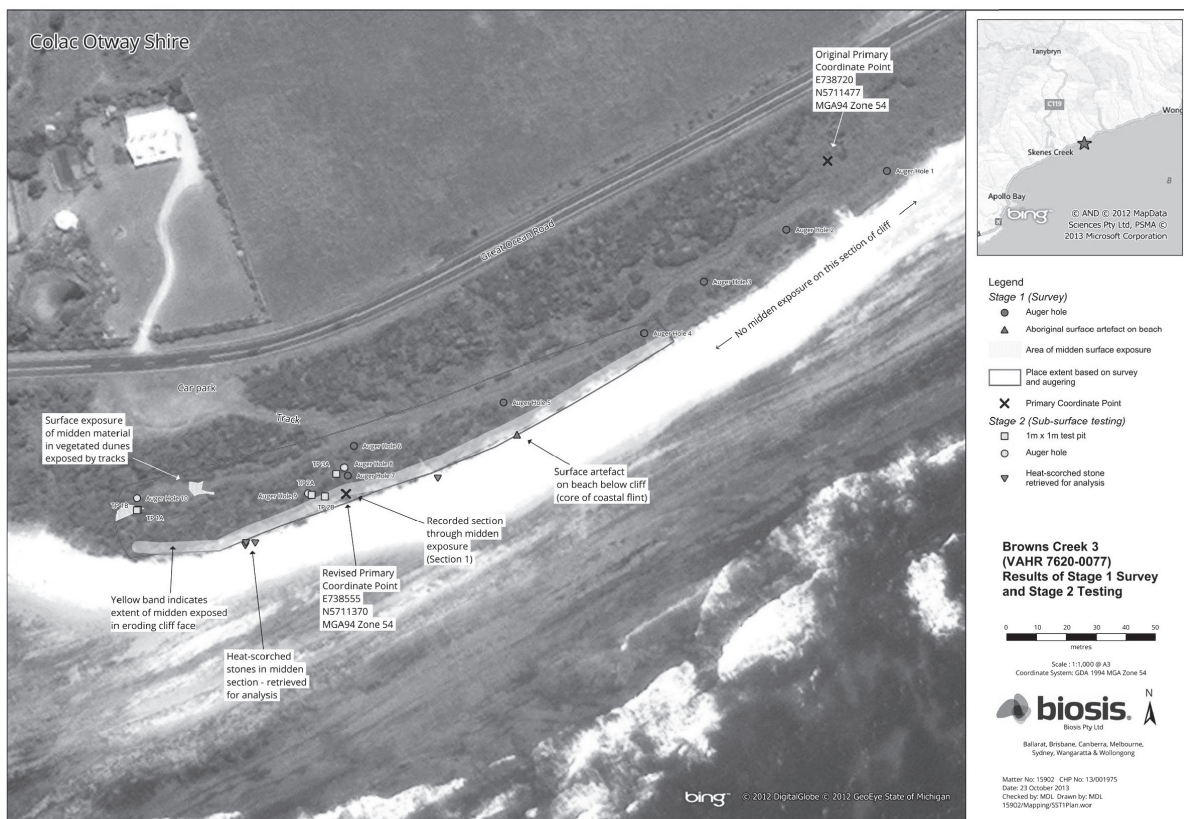 Colac Otway Shire
Original Primary
Coordinate Point
E738720
N5711477
MGA94 Zone 54
Auger Hole 1
Auger Hole 2
Auger Hole 3
Auger Hole 4
Great Ocean Road
No midden exposure on this section of cliff
Car park
Track
Auger Hole 5
Surface exposure
of midden material
in vegetated dunes
exposed by tracks
Auger Hole 6
TP 3A
Auger Hole 8
Auger Hole 7
TP 2A
Auger Hole 9
TP 2B
Auger Hole 10
TP 1B
TP 1A
Surface artefact
on beach below cliff
(core of coastal flint)
Recorded section
through midden
exposure
(Section 1)
Revised Primary
Coordinate Point
E738555
N5711370
MGA94 Zone 54
Yellow band indicates
extent of midden exposed
in eroding cliff face
Heat-scorched
stones in midden
section - retrieved
for analysis
bing™ © 2012 DigitalGlobe © 2012 GeoEye State of Michigan
Tanybryn
C119
Wong
Skenes Creek
B
Apollo Bay
bing™
© AND © 2012 MapData
Sciences Pty Ltd, PSMA ©
2013 Microsoft Corporation
Legend
Stage 1 (Survey)
Auger hole
Aboriginal surface artefact on beach
Area of midden surface exposure
Place extent based on survey
and augering
Primary Coordinate Point
Stage 2 (Sub-surface testing)
1m x 1m test pit
Auger hole
Heat-scorched stone
retrieved for analysis
Browns Creek 3
(VAHR 7620-0077)
Results of Stage 1 Survey
and Stage 2 Testing
0 10 20 30 40 50
metres
Scale : 1:1,000 @ A3
Coordinate System: GDA 1994 MGA Zone 54
biosis.
N
Biosis Pty Ltd
Ballarat, Brisbane, Canberra, Melbourne,
Sydney, Wangaratta & Wollongong
Matter No: 15902 CHP No: 13/001975
Date: 23 October 2013
Checked by: MDL Drawn by: MDL
15902/Mapping/SST1Plan.wor